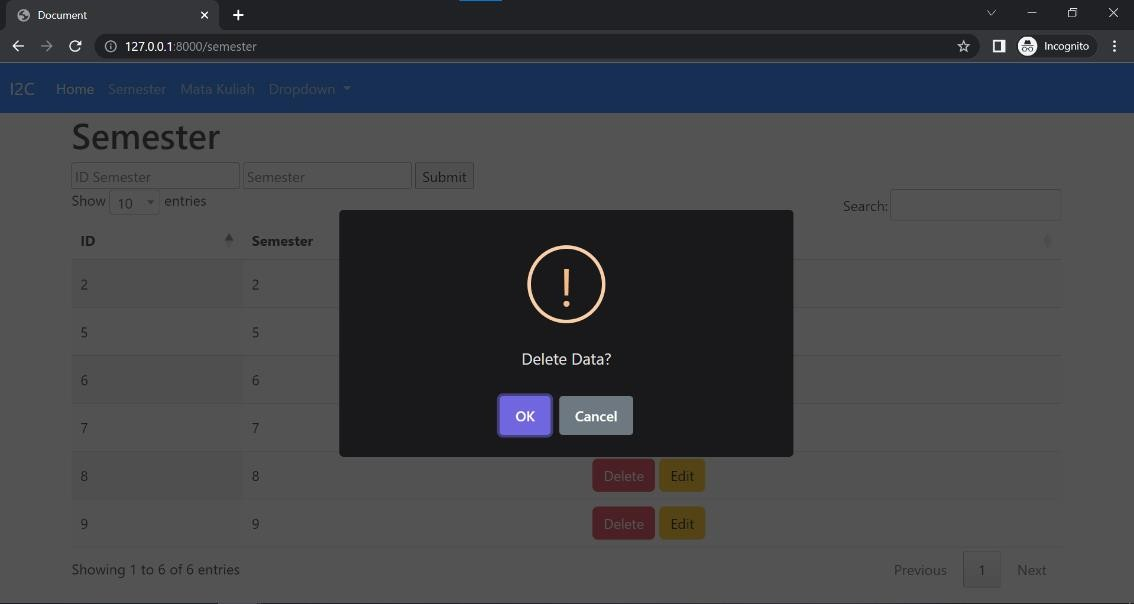 Document
127.0.0.1:8000/semester
Incognito
I2C Home Semester Mata Kuliah Dropdown
Semester
ID Semester Semester Submit
Show 10 entries
Search:
ID Semester
2 2
5 5
6 6
7 7
!
Delete Data?
OK Cancel
8 8 Delete Edit
9 9 Delete Edit
Showing 1 to 6 of 6 entries
Previous 1 Next